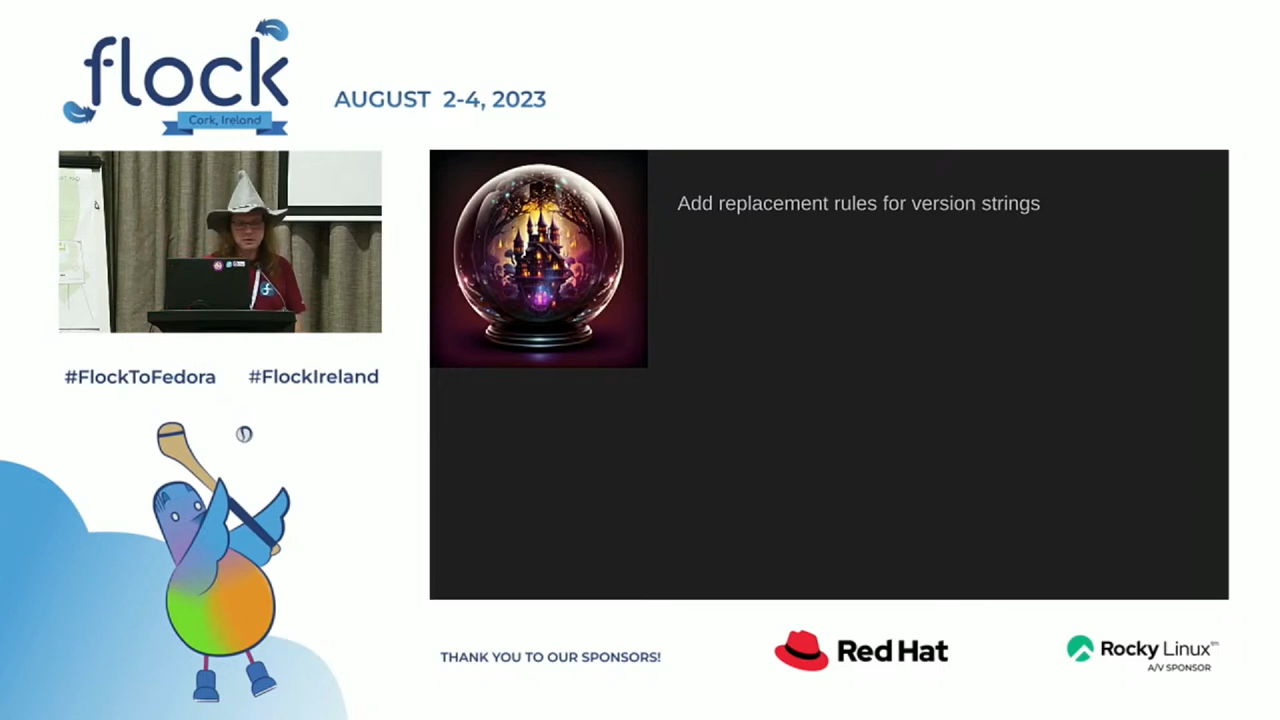 flock
Cork, Ireland
AUGUST 2-4, 2023
Add replacement rules for version strings
#FlockToFedora #FlockIreland
THANK YOU TO OUR SPONSORS!
Red Hat
Rocky Linux™
A/V SPONSOR